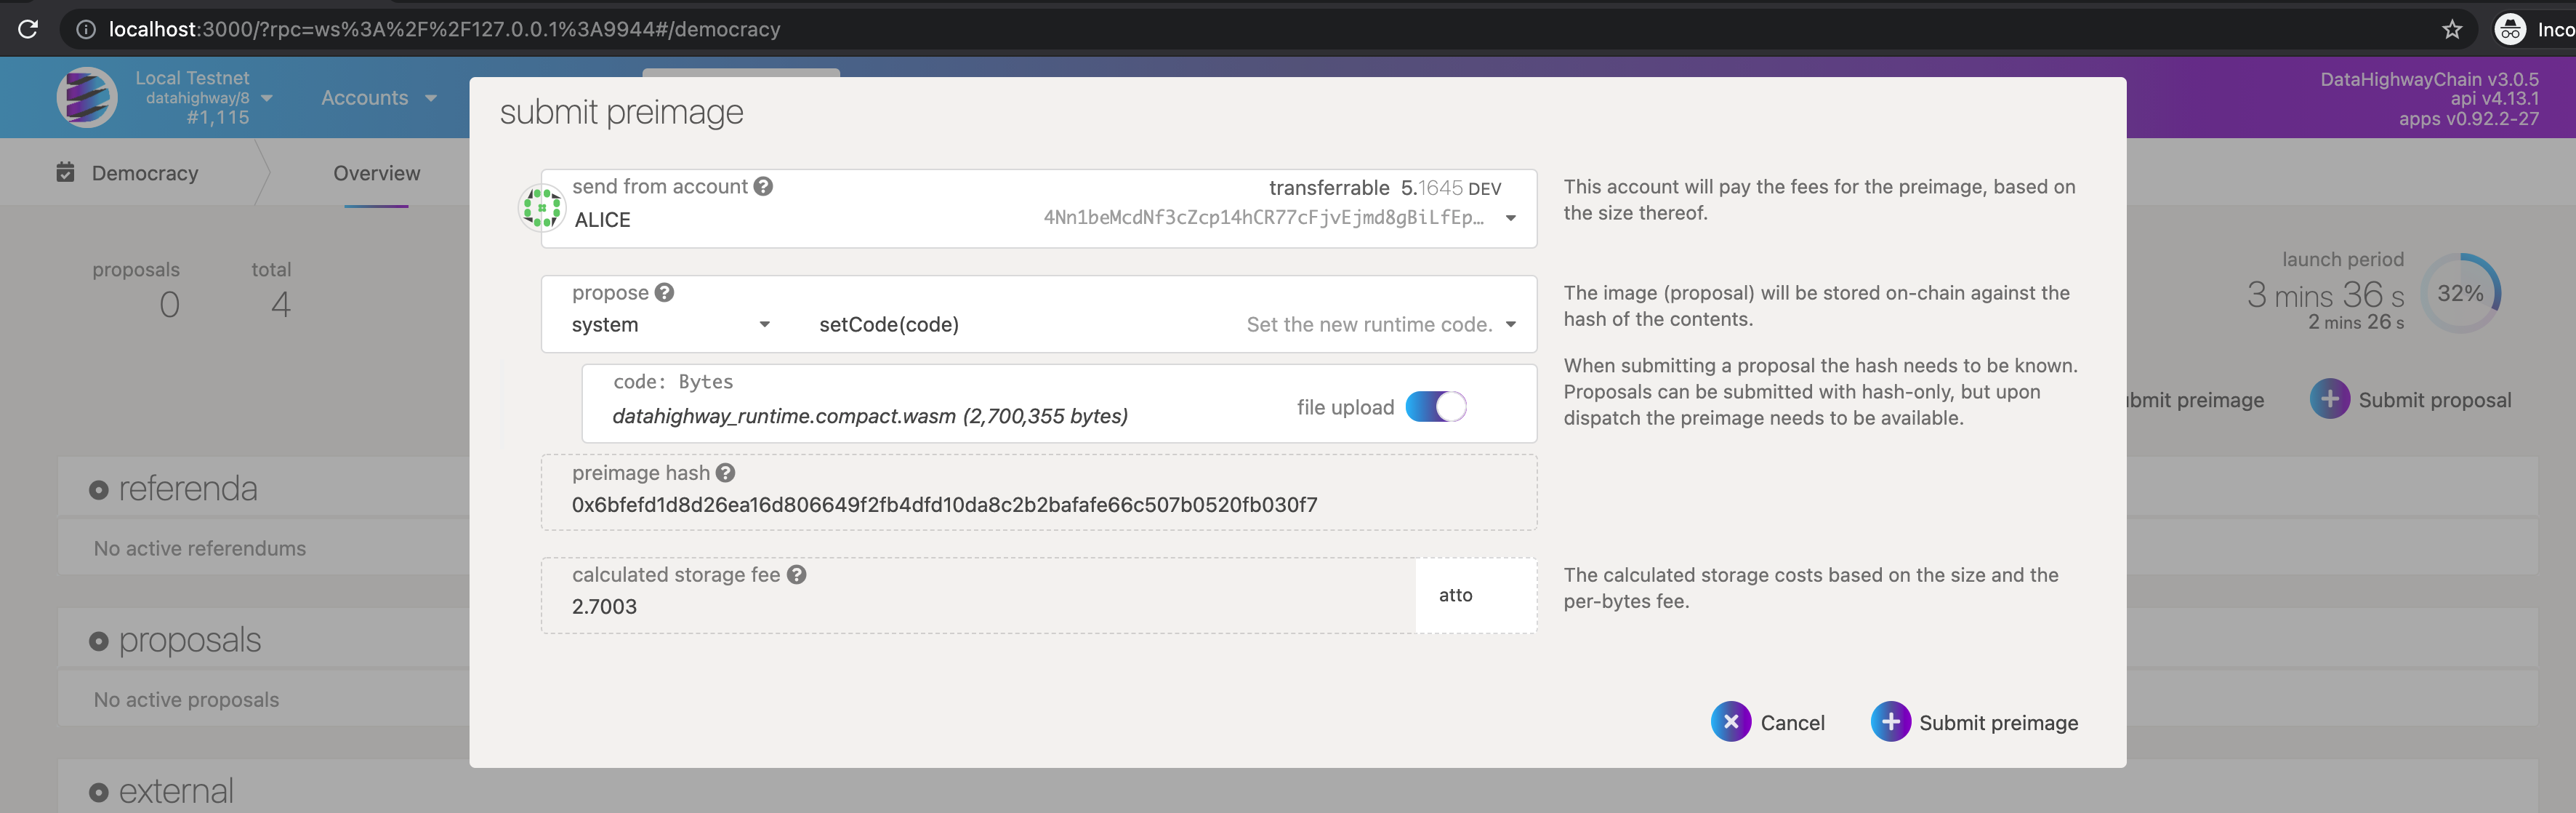 localhost:3000/?rpc=ws%3A%2F%2F127.0.0.1%3A9944#/democracy
Inco
Local Testnet
datahighway/8
#1,115
Accounts
DataHighwayChain v3.0.5
api v4.13.1
apps v0.92.2-27
Democracy
Overview
proposals
0
total
4
launch period
3 mins 36 s
2 mins 26 s
32%
bmit preimage
Submit proposal
referenda
No active referendums
proposals
No active proposals
external
submit preimage
send from account
transferrable 5.1645 DEV
ALICE
4Nn1beMcdNf3cZcp14hCR77cFjvEjmd8gBiLfEp…
This account will pay the fees for the preimage, based on
the size thereof.
propose
system
setCode(code)
Set the new runtime code.
The image (proposal) will be stored on-chain against the
hash of the contents.
code: Bytes
datahighway_runtime.compact.wasm (2,700,355 bytes)
file upload
When submitting a proposal the hash needs to be known.
Proposals can be submitted with hash-only, but upon
dispatch the preimage needs to be available.
preimage hash
0x6bfefd1d8d26ea16d806649f2fb4dfd10da8c2b2bafafe66c507b0520fb030f7
calculated storage fee
2.7003
atto
The calculated storage costs based on the size and the
per-bytes fee.
Cancel
Submit preimage